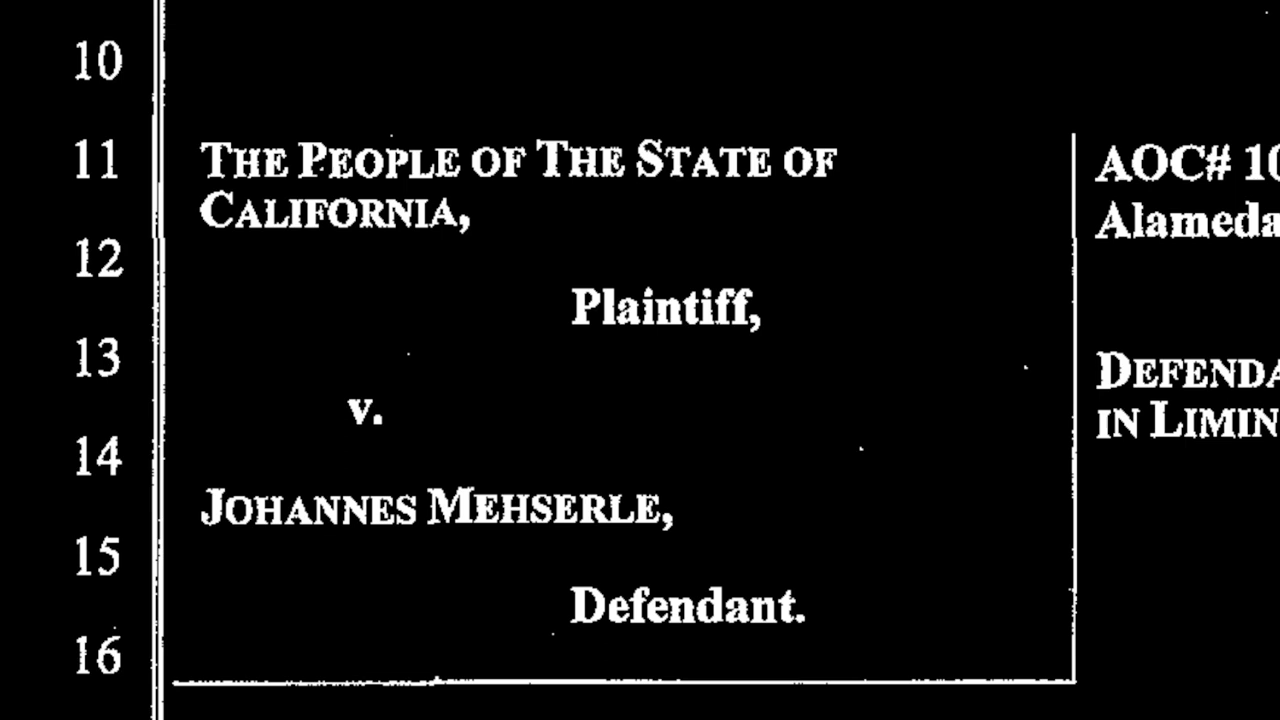 10
11 THE PEOPLE OF THE STATE OF AOC# 10
CALIFORNIA, Alameda
12
Plaintiff,
13 DEFENDA
v. IN LIMIN
14
JOHANNES MEHSERLE,
15
Defendant.
16